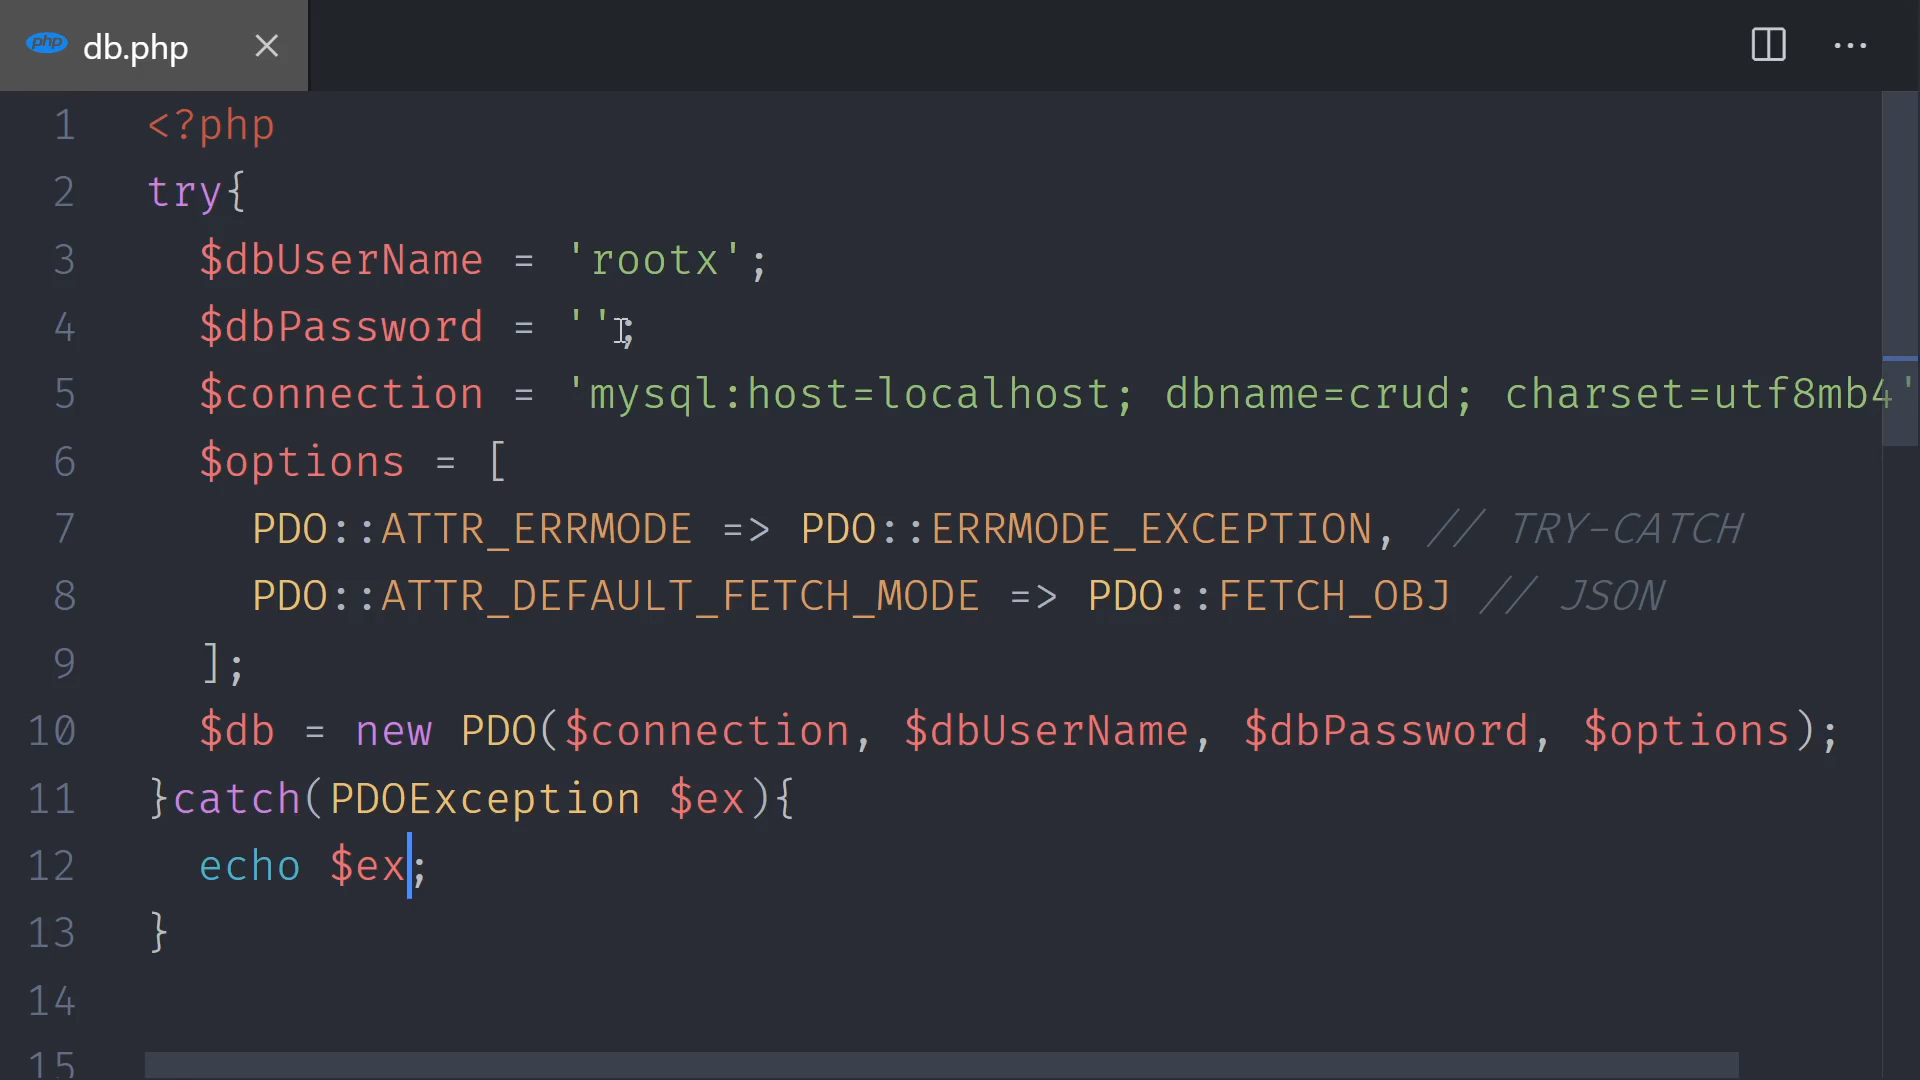 php db.php
1 <?php
2 try{
3 $dbUserName = 'rootx';
4 $dbPassword = '';
5 $connection = 'mysql:host=localhost; dbname=crud; charset=utf8mb4'
6 $options = [
7 PDO::ATTR_ERRMODE => PDO::ERRMODE_EXCEPTION, // TRY-CATCH
8 PDO::ATTR_DEFAULT_FETCH_MODE => PDO::FETCH_OBJ // JSON
9 ];
10 $db = new PDO($connection, $dbUserName, $dbPassword, $options);
11 }catch(PDOException $ex){
12 echo $ex;
13 }
14
15